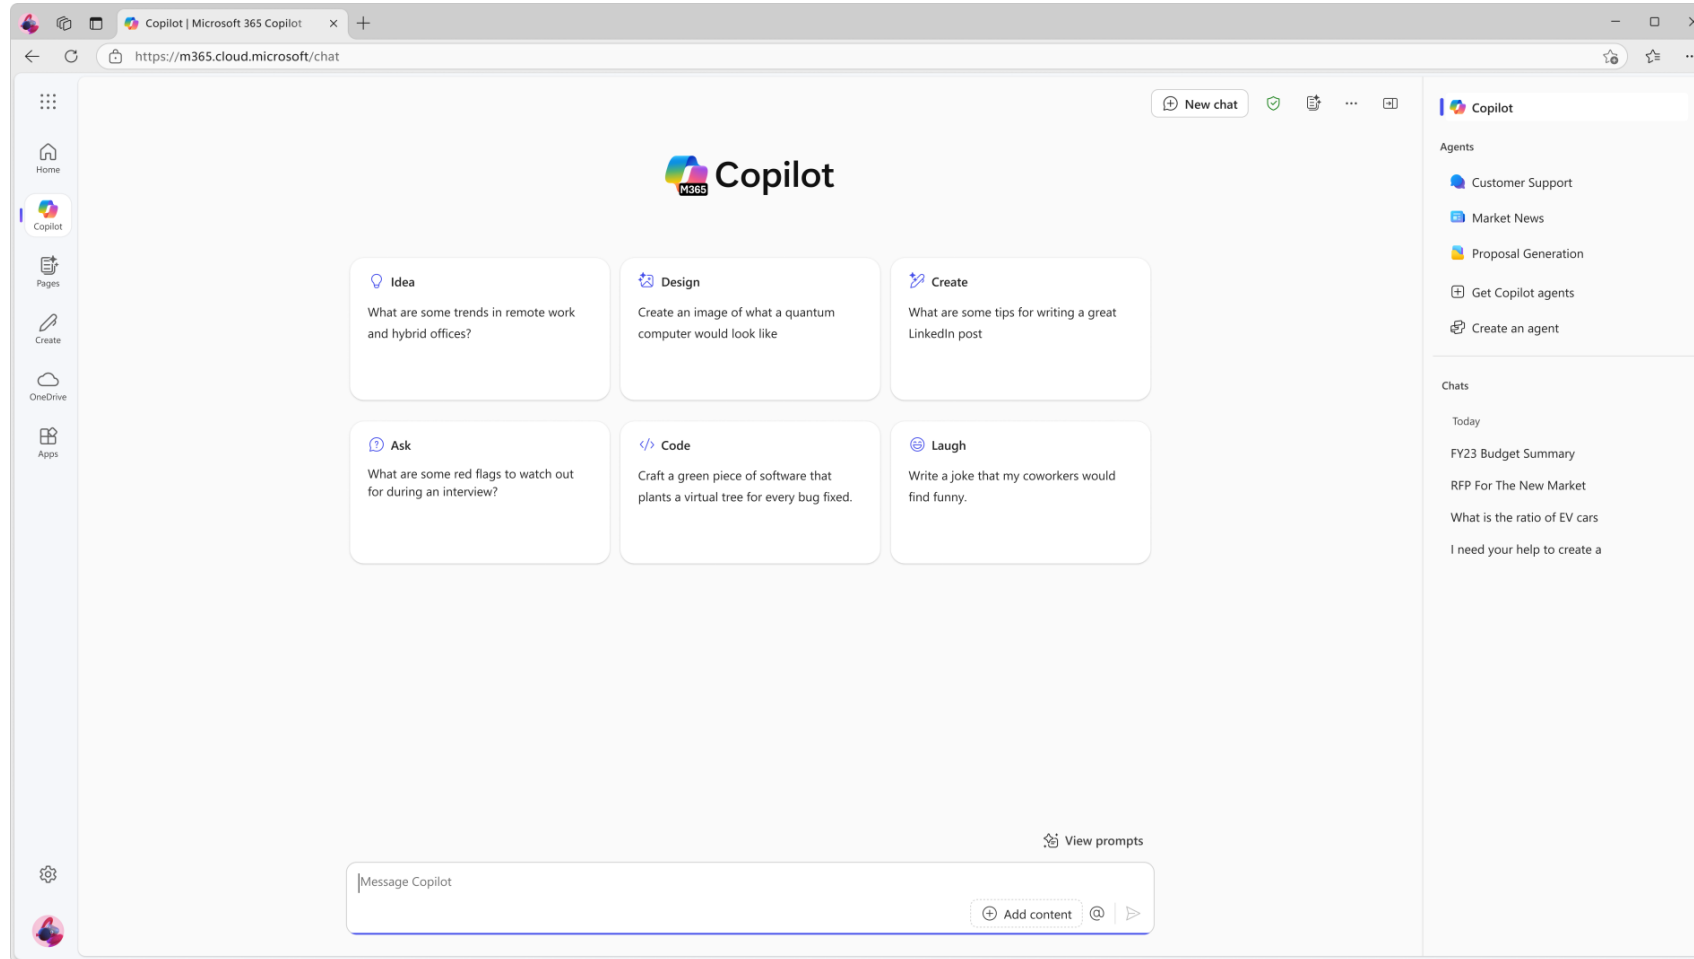 Copilot | Microsoft 365 Copilot
https://m365.cloud.microsoft/chat
Home
Copilot
Pages
Create
OneDrive
Apps
New chat
M365 Copilot
Idea
What are some trends in remote work
and hybrid offices?
Design
Create an image of what a quantum
computer would look like
Create
What are some tips for writing a great
LinkedIn post
Ask
What are some red flags to watch out
for during an interview?
Code
Craft a green piece of software that
plants a virtual tree for every bug fixed.
Laugh
Write a joke that my coworkers would
find funny.
View prompts
Message Copilot
Add content
Copilot
Agents
Customer Support
Market News
Proposal Generation
Get Copilot agents
Create an agent
Chats
Today
FY23 Budget Summary
RFP For The New Market
What is the ratio of EV cars
I need your help to create a